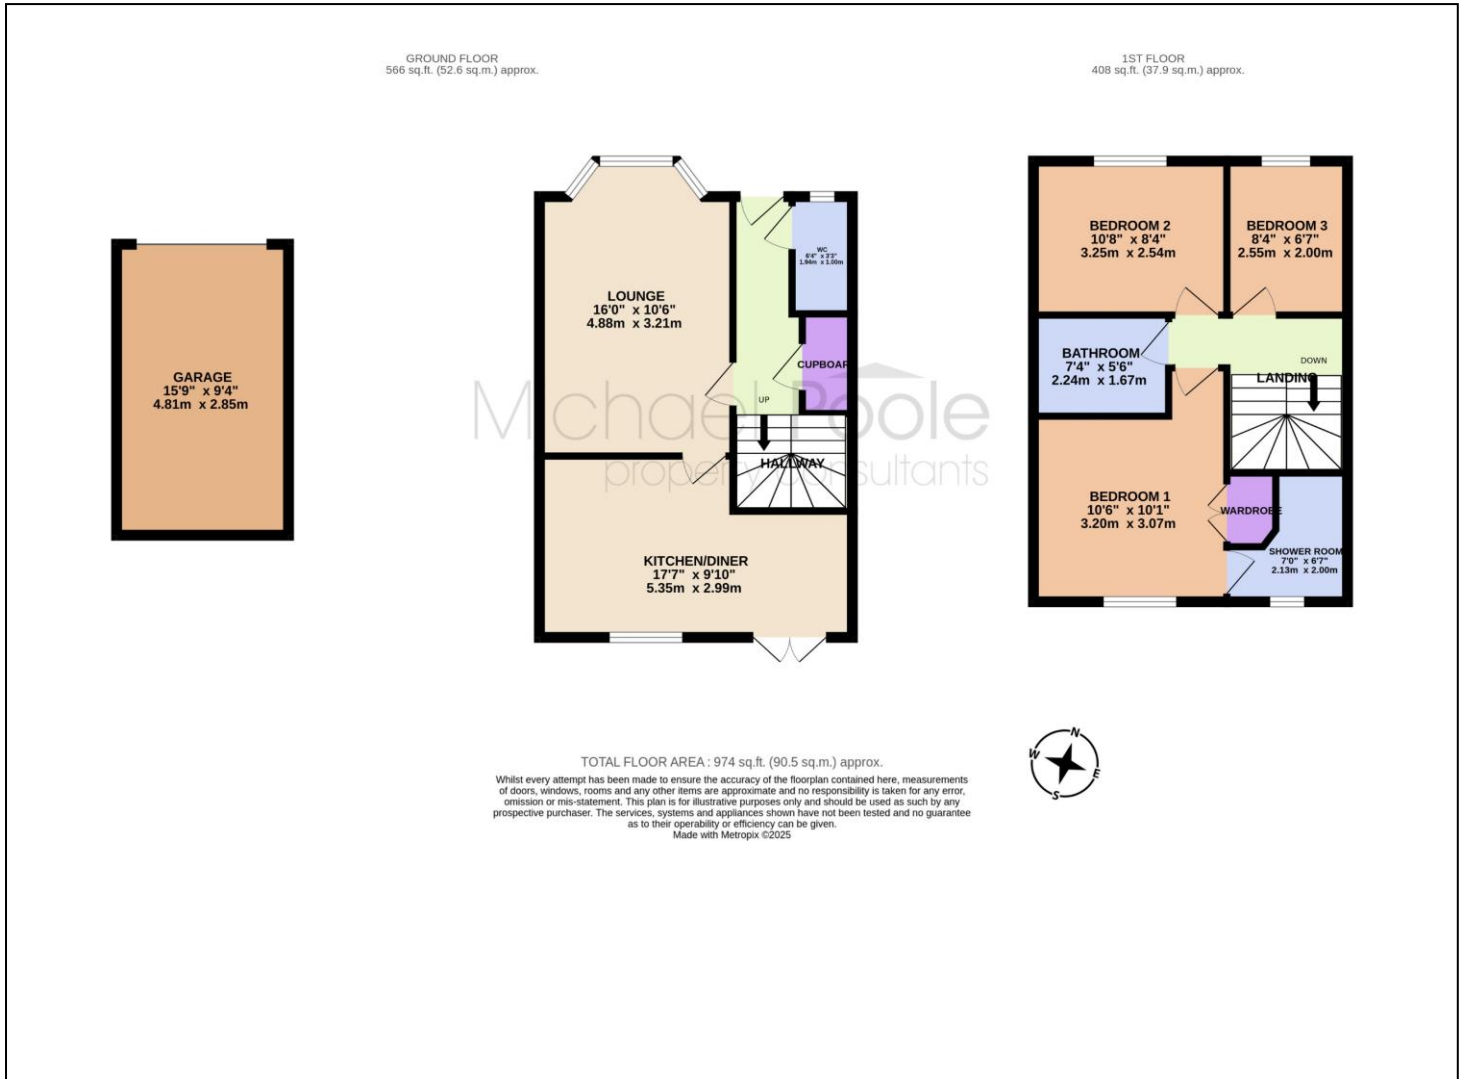 GROUND FLOOR
566 sq.ft. (52.6 sq.m.) approx.
1ST FLOOR
408 sq.ft. (37.9 sq.m.) approx.
GARAGE
15'9" x 9'4"
4.81m x 2.85m
LOUNGE
16'0" x 10'6"
4.88m x 3.21m
WC
6'4" x 3'3"
1.94m x 1.00m
CUPBOAR
UP
HALLWAY
KITCHEN/DINER
17'7" x 9'10"
5.35m x 2.99m
BEDROOM 2
10'8" x 8'4"
3.25m x 2.54m
BEDROOM 3
8'4" x 6'7"
2.55m x 2.00m
BATHROOM
7'4" x 5'6"
2.24m x 1.67m
DOWN
LANDING
BEDROOM 1
10'6" x 10'1"
3.20m x 3.07m
WARDROBE
SHOWER ROOM
7'0" x 6'7"
2.13m x 2.00m
Michael Poole
property consultants
N
W
E
S
TOTAL FLOOR AREA : 974 sq.ft. (90.5 sq.m.) approx.
Whilst every attempt has been made to ensure the accuracy of the floorplan contained here, measurements
of doors, windows, rooms and any other items are approximate and no responsibility is taken for any error,
omission or mis-statement. This plan is for illustrative purposes only and should be used as such by any
prospective purchaser. The services, systems and appliances shown have not been tested and no guarantee
as to their operability or efficiency can be given.
Made with Metropix ©2025